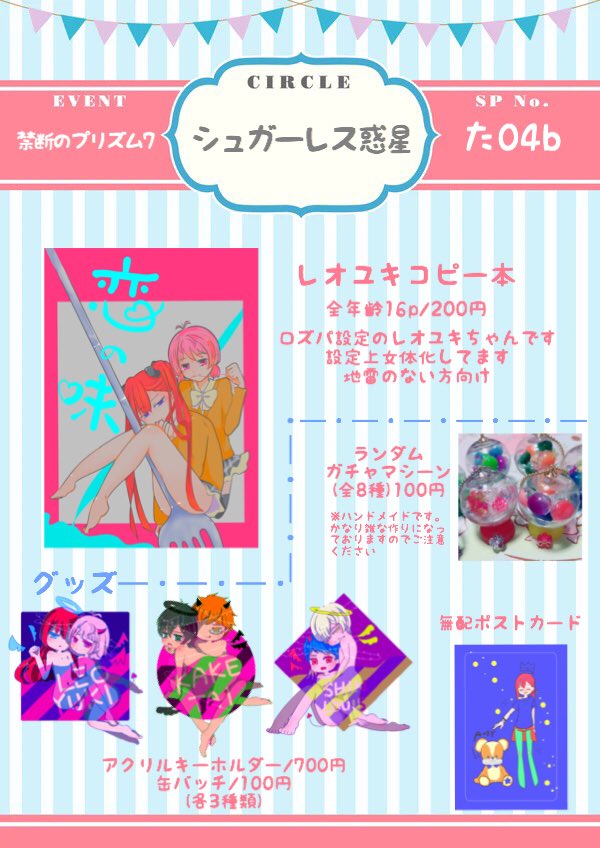 CIRCLE
EVENT
SP No.
禁断のプリズム7
シュガーレス惑星
た04b
恋の味
レオユキコピー本
全年齢16p/200円
ロズパ設定のレオユキちゃんです
設定上女体化してます
地雷のない方向け
ランダム
ガチャマシーン
(全8種)100円
※ハンドメイドです。
かなり雑な作りになっ
ておりますのでご注意
ください
グッズ
無配ポストカード
LEO
YUKI
KAKE
TAI
アクリルキーホルダー/700円
缶バッチ/100円
(各3種類)